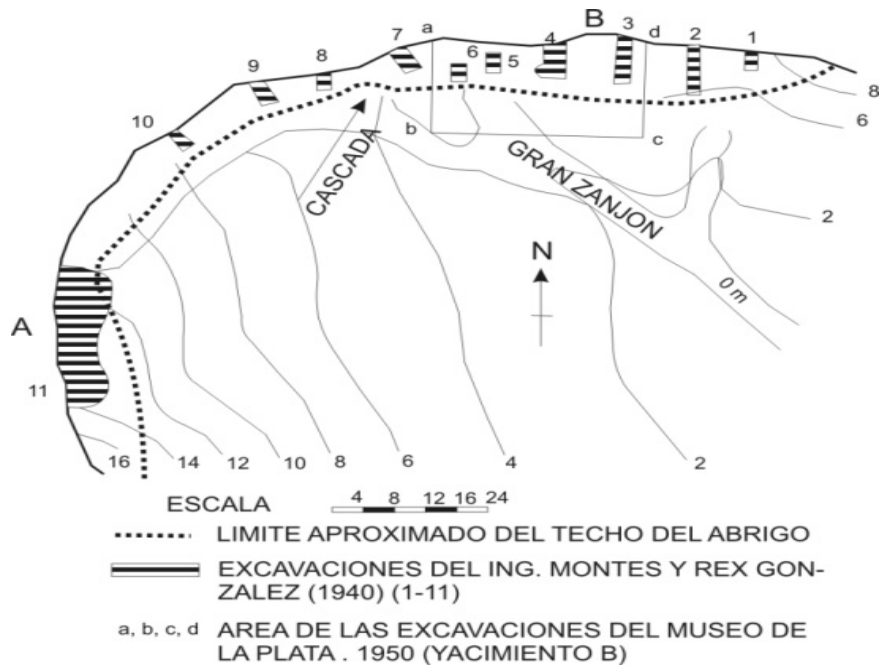 7 a B 3 d 2 1
8 6 5 4
9
10
8
6
b c
CASCADA
GRAN ZANJON
2
N
0 m
A
11
16 14 12 10 8 6 4 2
ESCALA 4 8 12 16 24
LIMITE APROXIMADO DEL TECHO DEL ABRIGO
EXCAVACIONES DEL ING. MONTES Y REX GON-
ZALEZ (1940) (1-11)
a, b, c, d AREA DE LAS EXCAVACIONES DEL MUSEO DE
LA PLATA . 1950 (YACIMIENTO B)